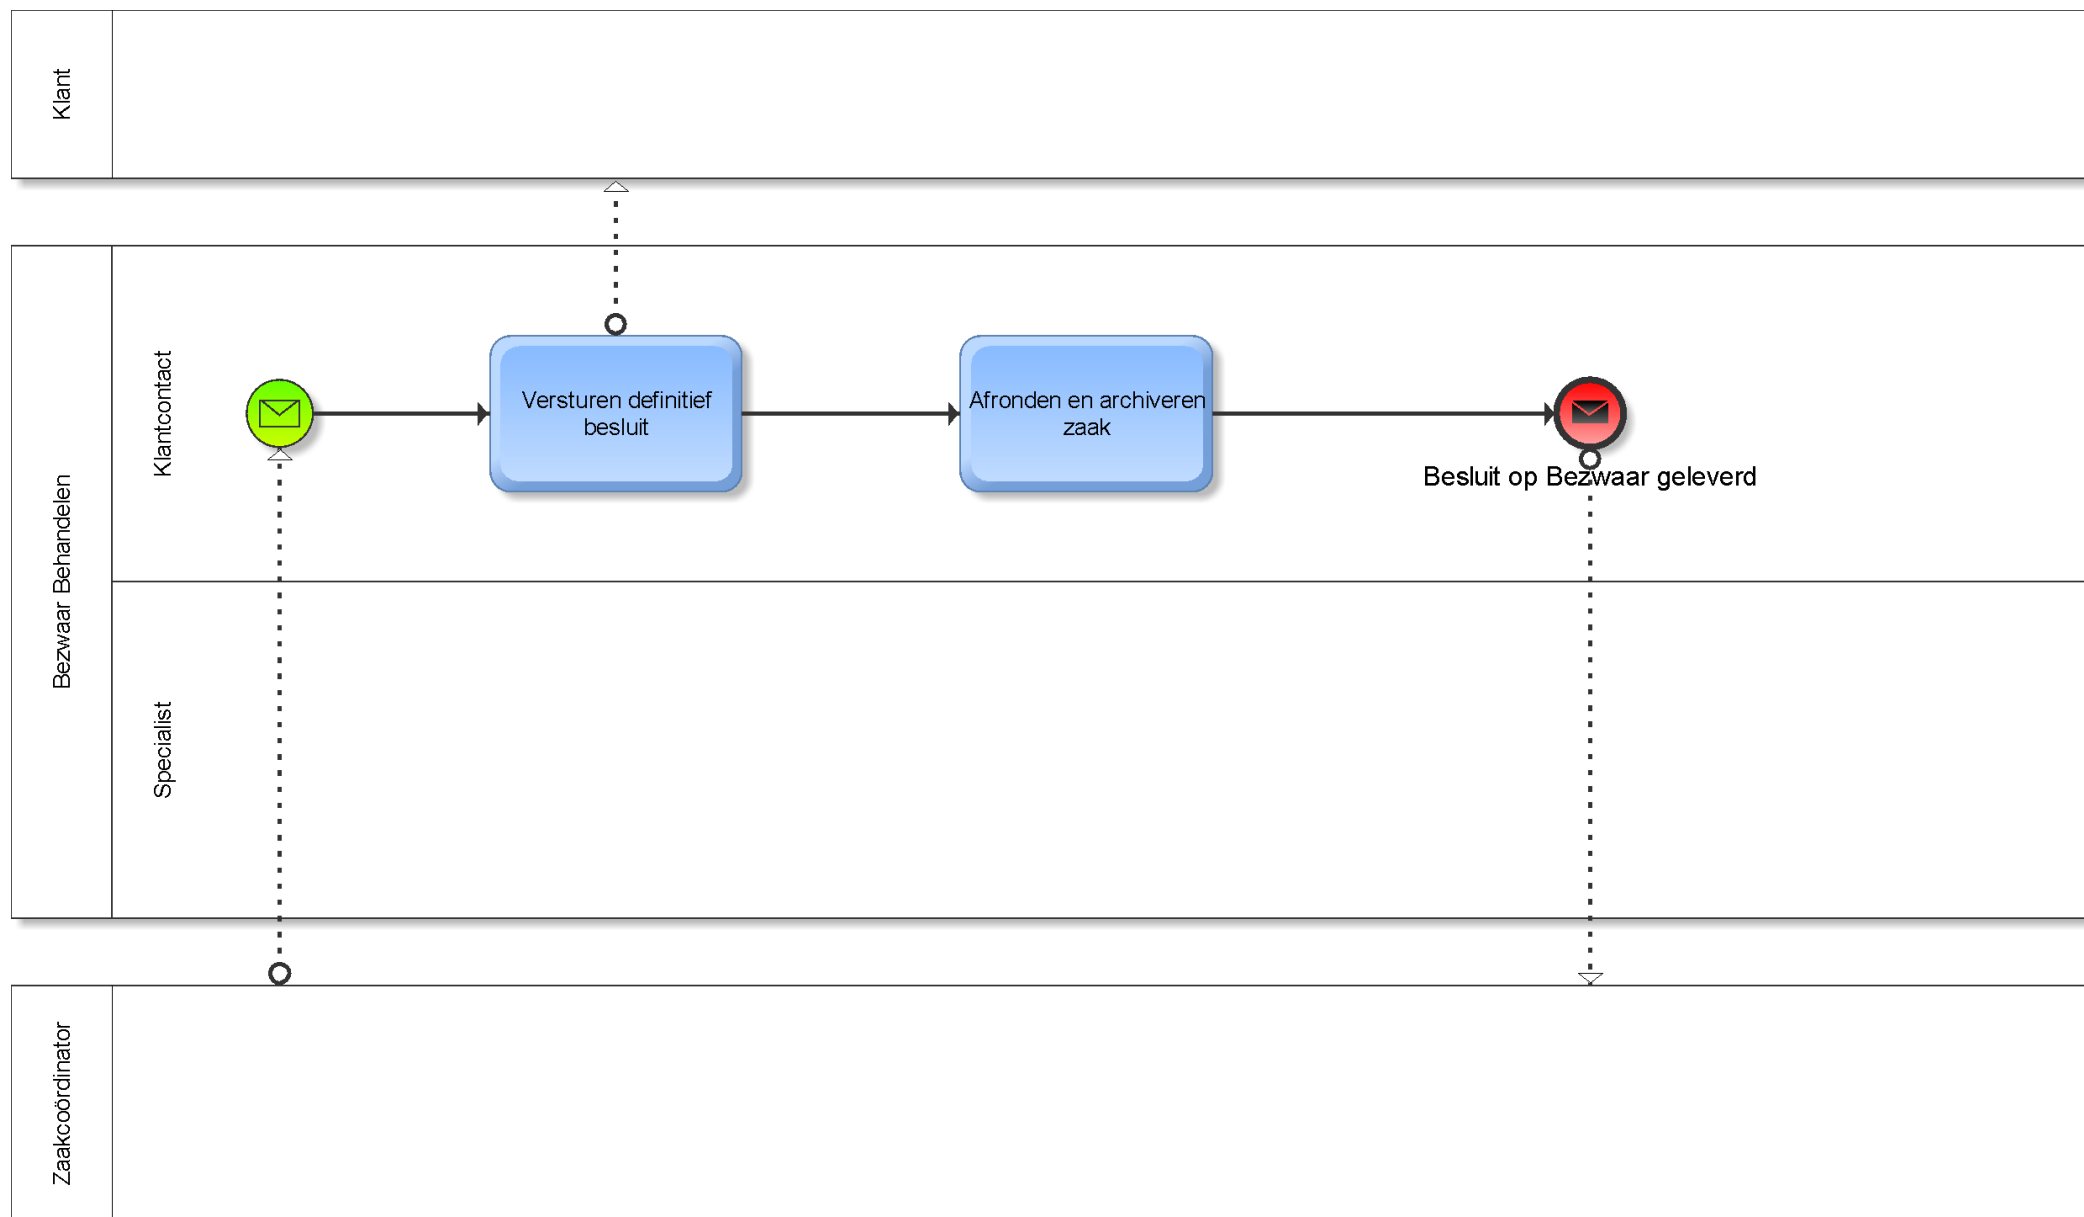 Klant
Bezwaar Behandelen
Klantcontact
Versturen definitief
besluit
Afronden en archiveren
zaak
Besluit op Bezwaar geleverd
Specialist
Zaakcoördinator